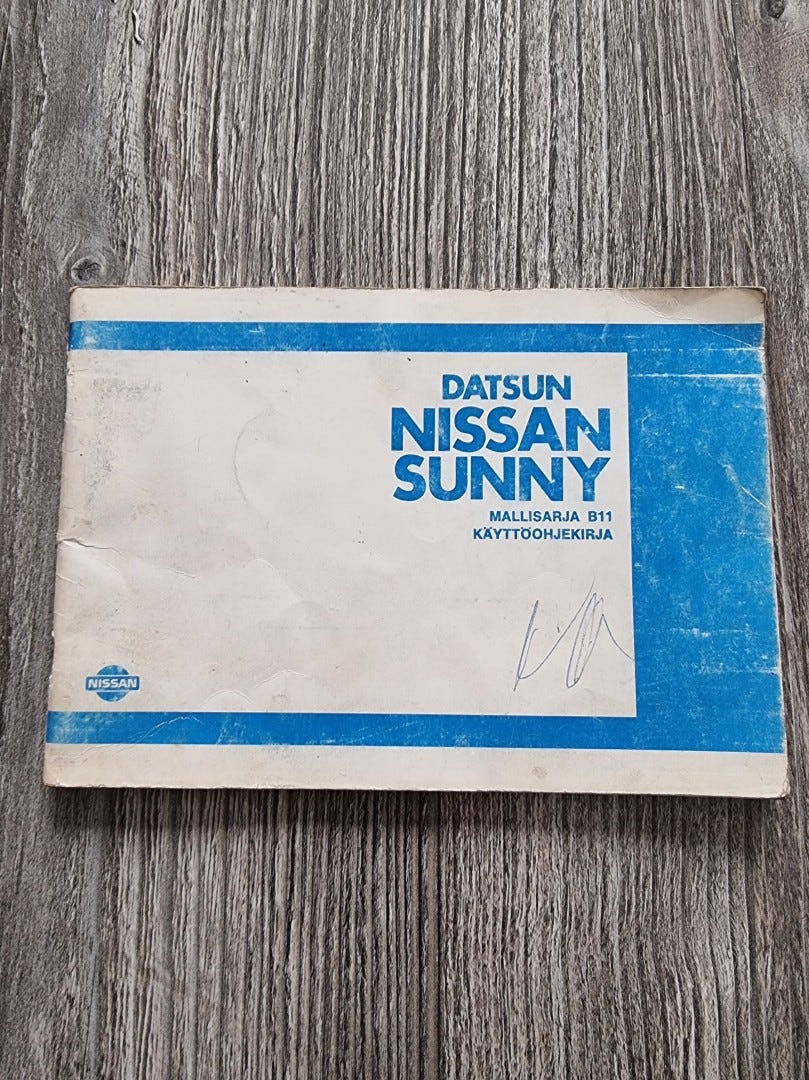 DATSUN
NISSAN
SUNNY
MALLISARJA B11
KÄYTTÖOHJEKIRJA
NISSAN